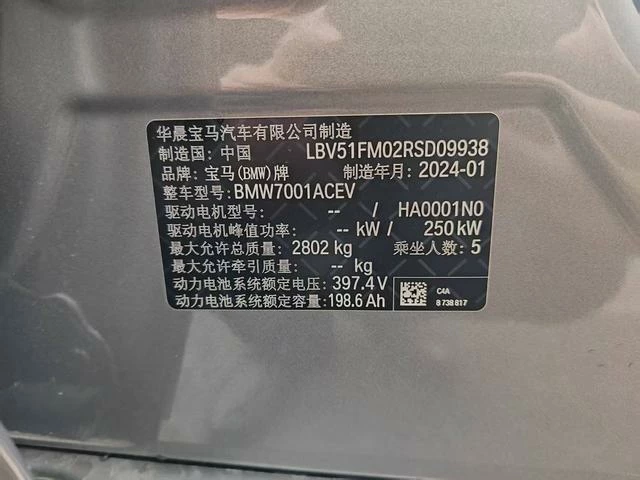 华晨宝马汽车有限公司制造
制造国: 中国 LBV51FM02RSD09938
品牌: 宝马(BMW)牌 制造年月: 2024-01
整车型号: BMW7001ACEV
驱动电机型号: -- / HA0001N0
驱动电机峰值功率: -- kW / 250 kW
最大允许总质量: 2802 kg 乘坐人数: 5
最大允许牵引质量: -- kg
动力电池系统额定电压: 397.4 V
动力电池系统额定容量: 198.6 Ah
C4A
8 738 817